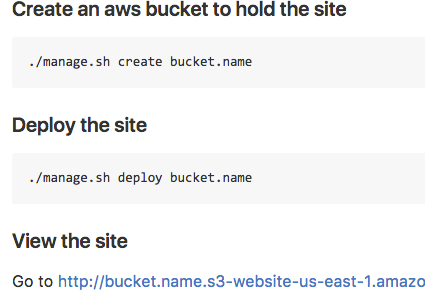 Create an aws bucket to hold the site
./manage.sh create bucket.name
Deploy the site
./manage.sh deploy bucket.name
View the site
Go to http://bucket.name.s3-website-us-east-1.amazo